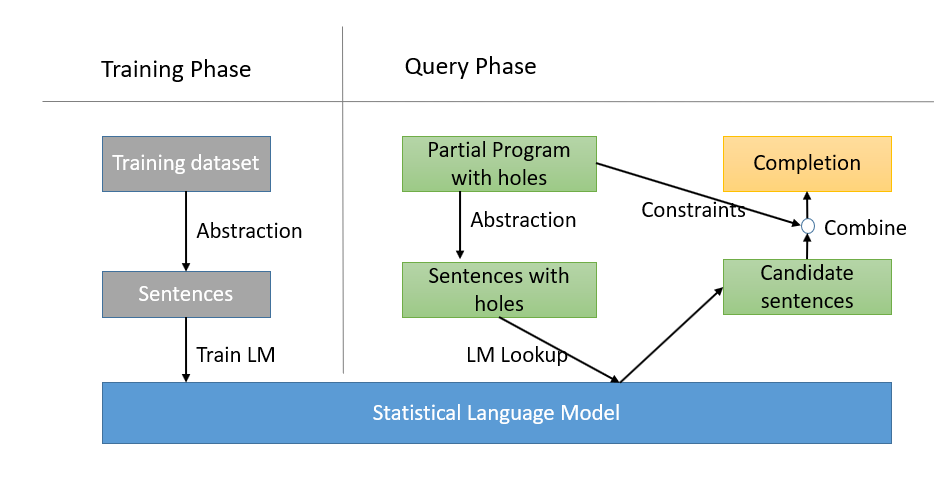 Training Phase
Query Phase
Training dataset
Abstraction
Sentences
Train LM
Partial Program
with holes
Abstraction
Sentences with
holes
LM Lookup
Constraints
Completion
Combine
Candidate
sentences
Statistical Language Model